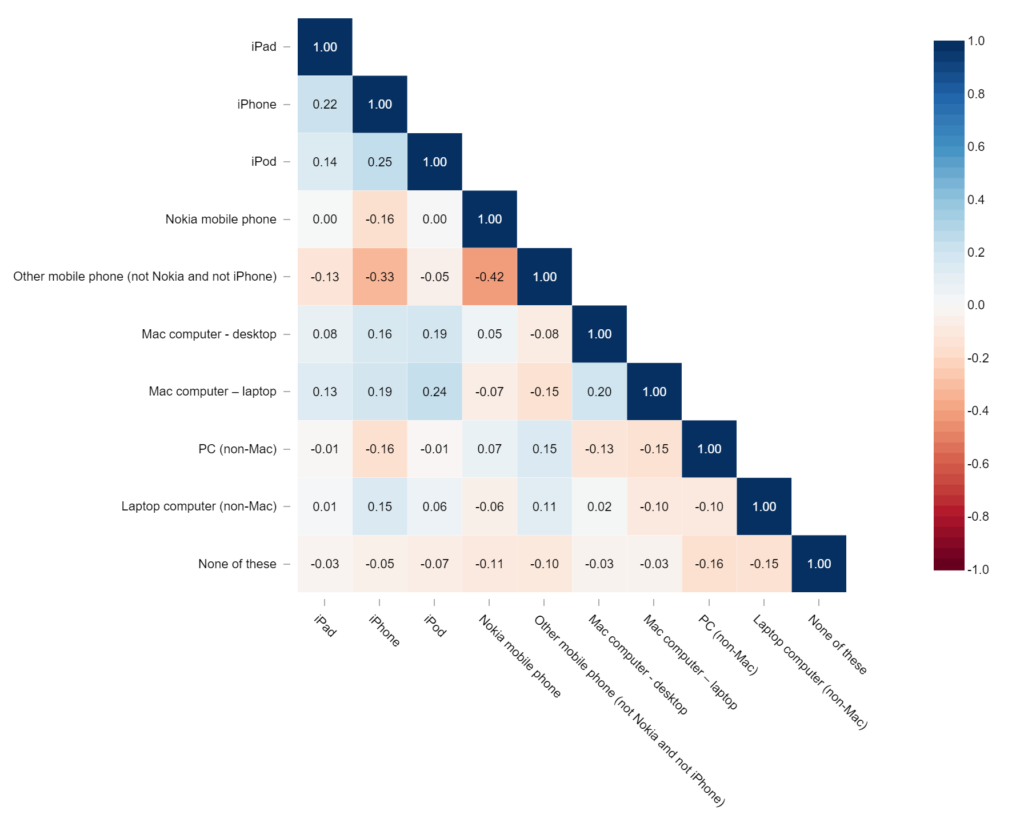 iPad 1.00
iPhone 0.22 1.00
iPod 0.14 0.25 1.00
Nokia mobile phone 0.00 -0.16 0.00 1.00
Other mobile phone (not Nokia and not iPhone) -0.13 -0.33 -0.05 -0.42 1.00
Mac computer - desktop 0.08 0.16 0.19 0.05 -0.08 1.00
Mac computer – laptop 0.13 0.19 0.24 -0.07 -0.15 0.20 1.00
PC (non-Mac) -0.01 -0.16 -0.01 0.07 0.15 -0.13 -0.15 1.00
Laptop computer (non-Mac) 0.01 0.15 0.06 -0.06 0.11 0.02 -0.10 -0.10 1.00
None of these -0.03 -0.05 -0.07 -0.11 -0.10 -0.03 -0.03 -0.16 -0.15 1.00
iPad
iPhone
iPod
Nokia mobile phone
Other mobile phone (not Nokia and not iPhone)
Mac computer - desktop
Mac computer – laptop
PC (non-Mac)
Laptop computer (non-Mac)
None of these
1.0
0.8
0.6
0.4
0.2
0.0
-0.2
-0.4
-0.6
-0.8
-1.0